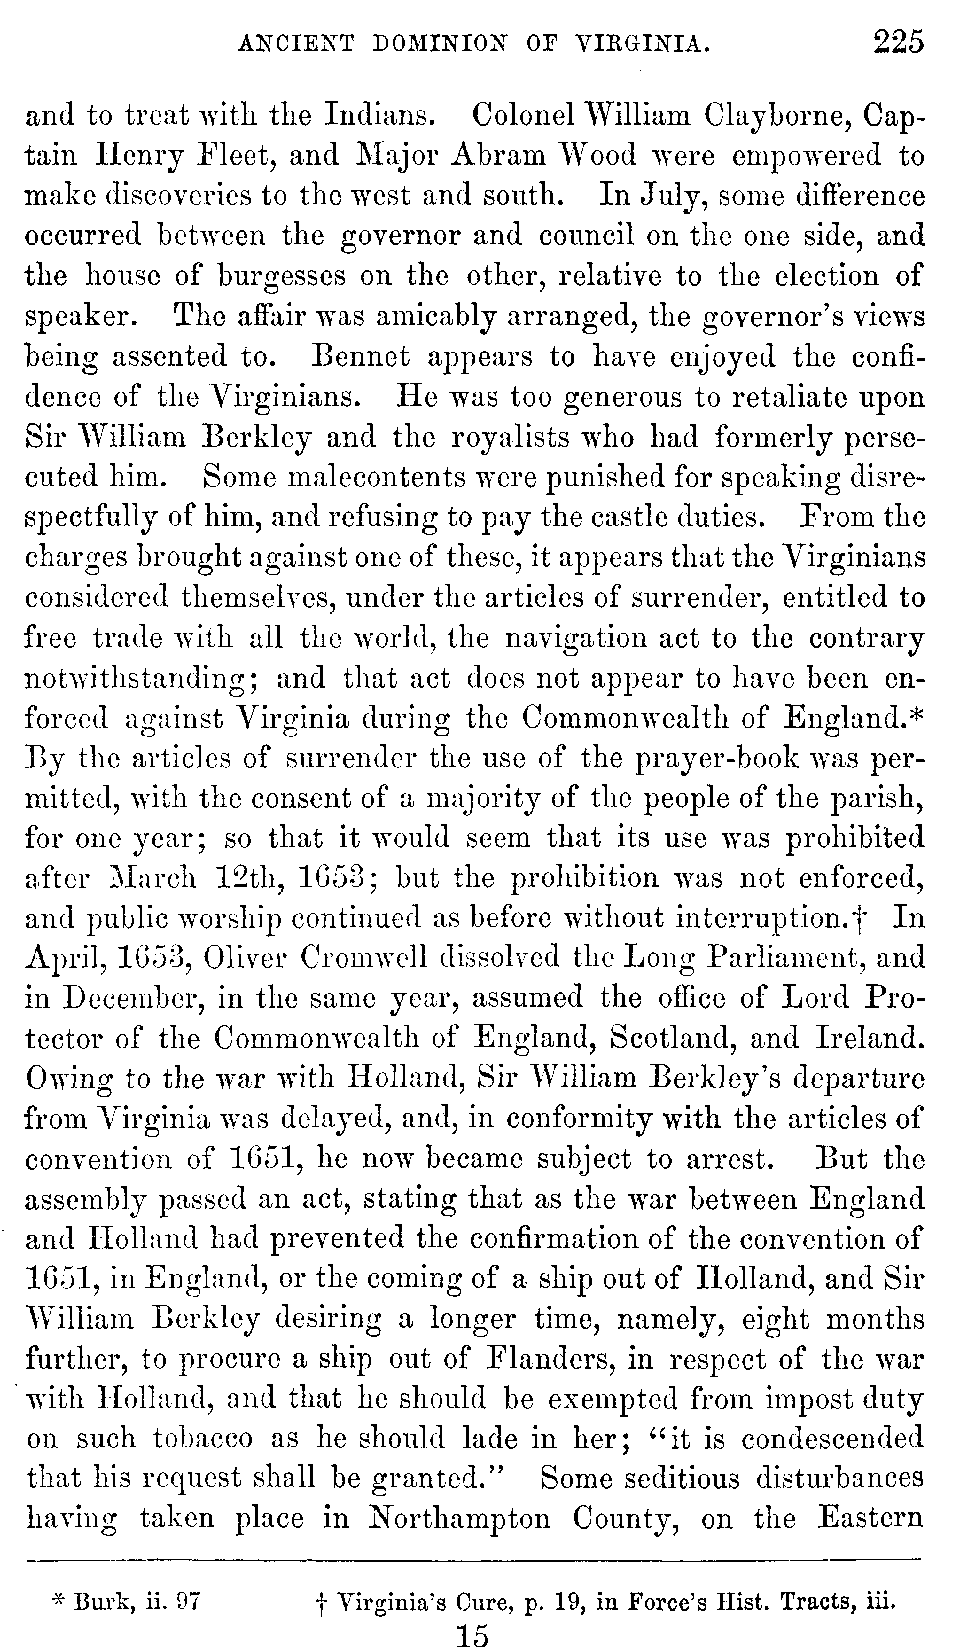 ANCIENT DOMINION OF VIRGINIA. 225
and to treat with the Indians. Colonel William Clayborne, Cap-
tain Henry Fleet, and Major Abram Wood were empowered to
make discoveries to the west and south. In July, some difference
occurred between the governor and council on the one side, and
the house of burgesses on the other, relative to the election of
speaker. The affair was amicably arranged, the governor's views
being assented to. Bennet appears to have enjoyed the confi-
dence of the Virginians. He was too generous to retaliate upon
Sir William Berkley and the royalists who had formerly perse-
cuted him. Some malecontents were punished for speaking disre-
spectfully of him, and refusing to pay the castle duties. From the
charges brought against one of these, it appears that the Virginians
considered themselves, under the articles of surrender, entitled to
free trade with all the world, the navigation act to the contrary
notwithstanding; and that act does not appear to have been en-
forced against Virginia during the Commonwealth of England.*
By the articles of surrender the use of the prayer-book was per-
mitted, with the consent of a majority of the people of the parish,
for one year; so that it would seem that its use was prohibited
after March 12th, 1653; but the prohibition was not enforced,
and public worship continued as before without interruption.† In
April, 1653, Oliver Cromwell dissolved the Long Parliament, and
in December, in the same year, assumed the office of Lord Pro-
tector of the Commonwealth of England, Scotland, and Ireland.
Owing to the war with Holland, Sir William Berkley's departure
from Virginia was delayed, and, in conformity with the articles of
convention of 1651, he now became subject to arrest. But the
assembly passed an act, stating that as the war between England
and Holland had prevented the confirmation of the convention of
1651, in England, or the coming of a ship out of Holland, and Sir
William Berkley desiring a longer time, namely, eight months
further, to procure a ship out of Flanders, in respect of the war
with Holland, and that he should be exempted from impost duty
on such tobacco as he should lade in her; "it is condescended
that his request shall be granted." Some seditious disturbances
having taken place in Northampton County, on the Eastern
* Burk, ii. 97 † Virginia's Cure, p. 19, in Force's Hist. Tracts, iii.
15